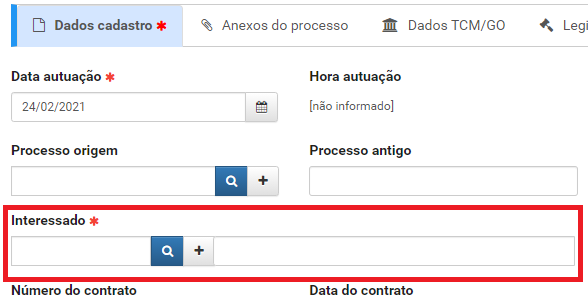 Dados cadastro * Anexos do processo Dados TCM/GO Legi
Data autuação * Hora autuação
24/02/2021 [não informado]
Processo origem Processo antigo
Interessado *
Número do contrato Data do contrato